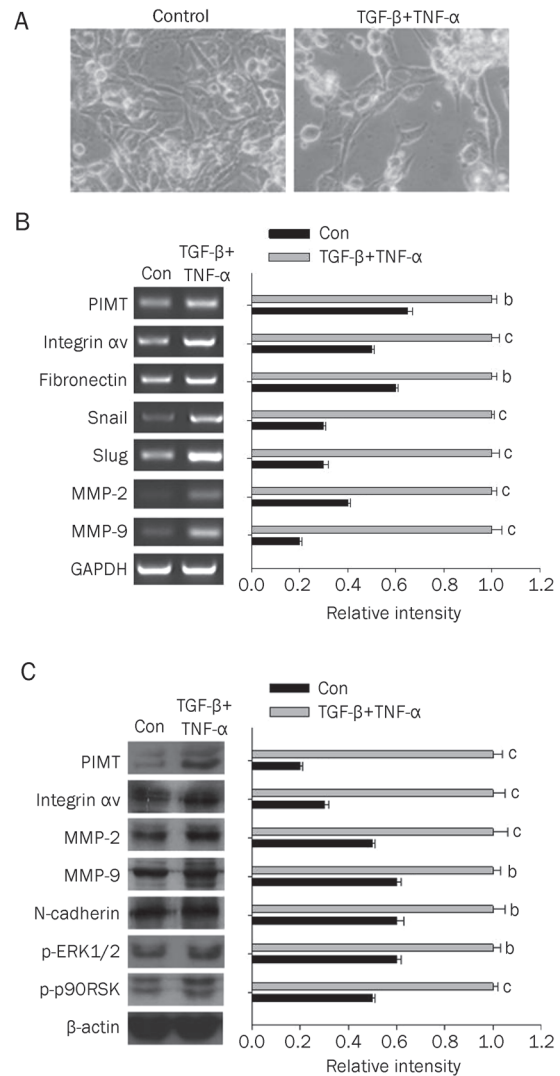 A
Control
TGF-β+TNF-α
B
Con
TGF-β+TNF-α
TGF-β+
Con TNF-α
PIMT
b
Integrin αv
c
Fibronectin
b
Snail
c
Slug
c
MMP-2
c
MMP-9
c
GAPDH
0.0 0.2 0.4 0.6 0.8 1.0 1.2
Relative intensity
C
Con
TGF-β+TNF-α
TGF-β+
Con TNF-α
PIMT
c
Integrin αv
c
MMP-2
c
MMP-9
b
N-cadherin
b
p-ERK1/2
b
p-p90RSK
c
β-actin
0.0 0.2 0.4 0.6 0.8 1.0 1.2
Relative intensity